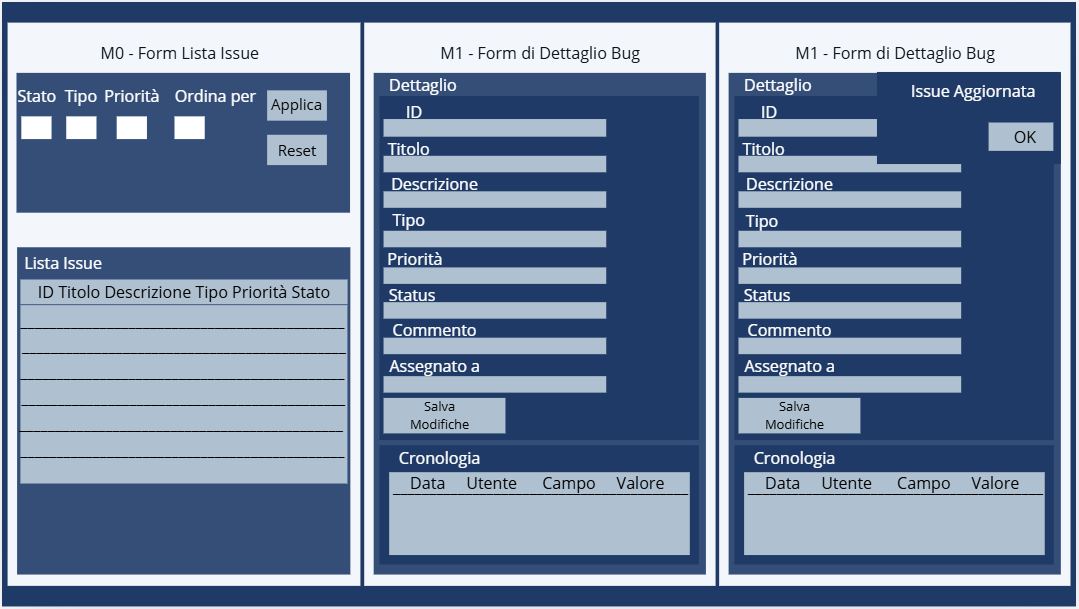 M0 - Form Lista Issue
Stato Tipo Priorità Ordina per
Applica
Reset
Lista Issue
ID Titolo Descrizione Tipo Priorità Stato
M1 - Form di Dettaglio Bug
Dettaglio
ID
Titolo
Descrizione
Tipo
Priorità
Status
Commento
Assegnato a
Salva
Modifiche
Cronologia
Data Utente Campo Valore
M1 - Form di Dettaglio Bug
Dettaglio
Issue Aggiornata
OK
ID
Titolo
Descrizione
Tipo
Priorità
Status
Commento
Assegnato a
Salva
Modifiche
Cronologia
Data Utente Campo Valore